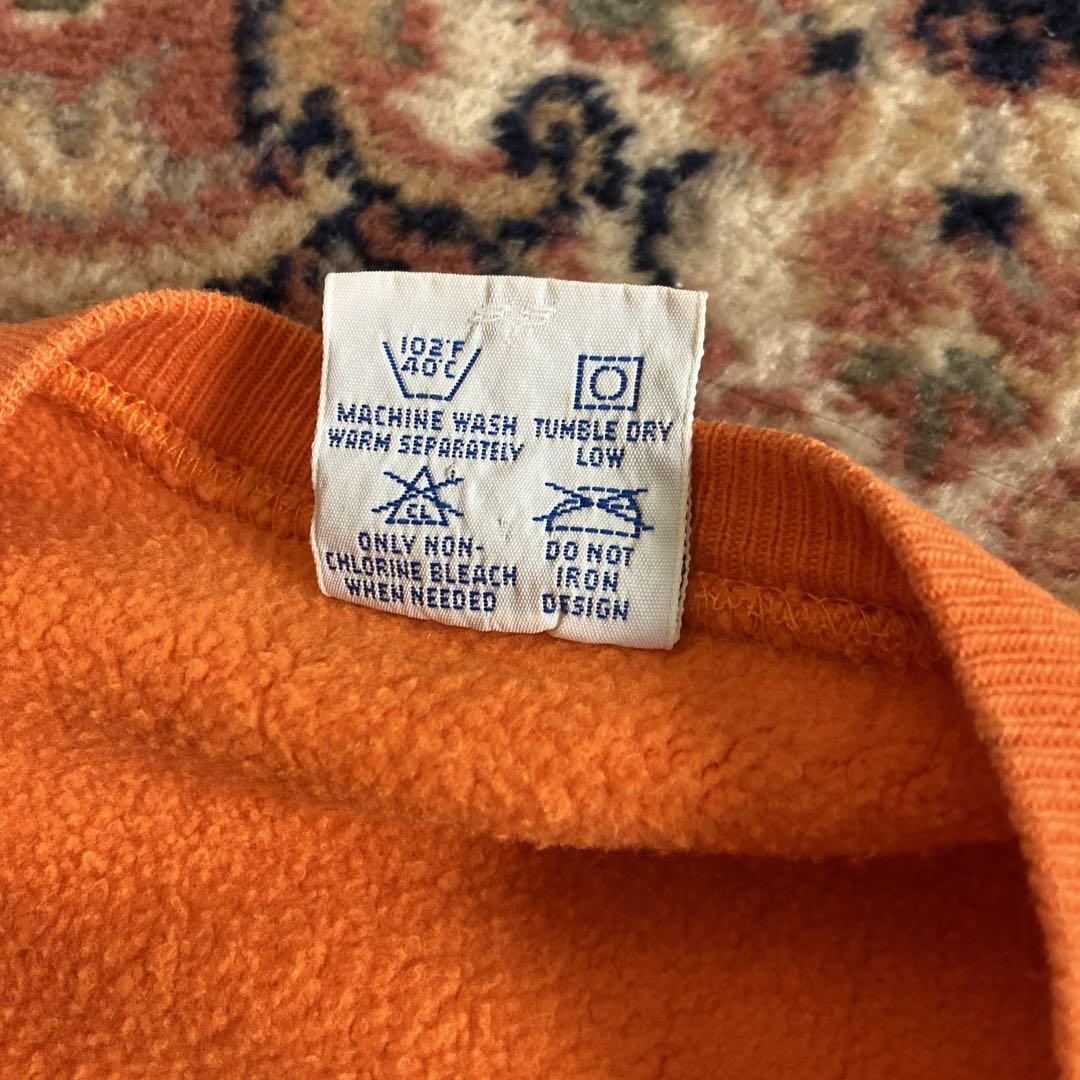 102°F
40°C
MACHINE WASH
WARM SEPARATELY
TUMBLE DRY
LOW
CL
ONLY NON-
CHLORINE BLEACH
WHEN NEEDED
DO NOT
IRON
DESIGN